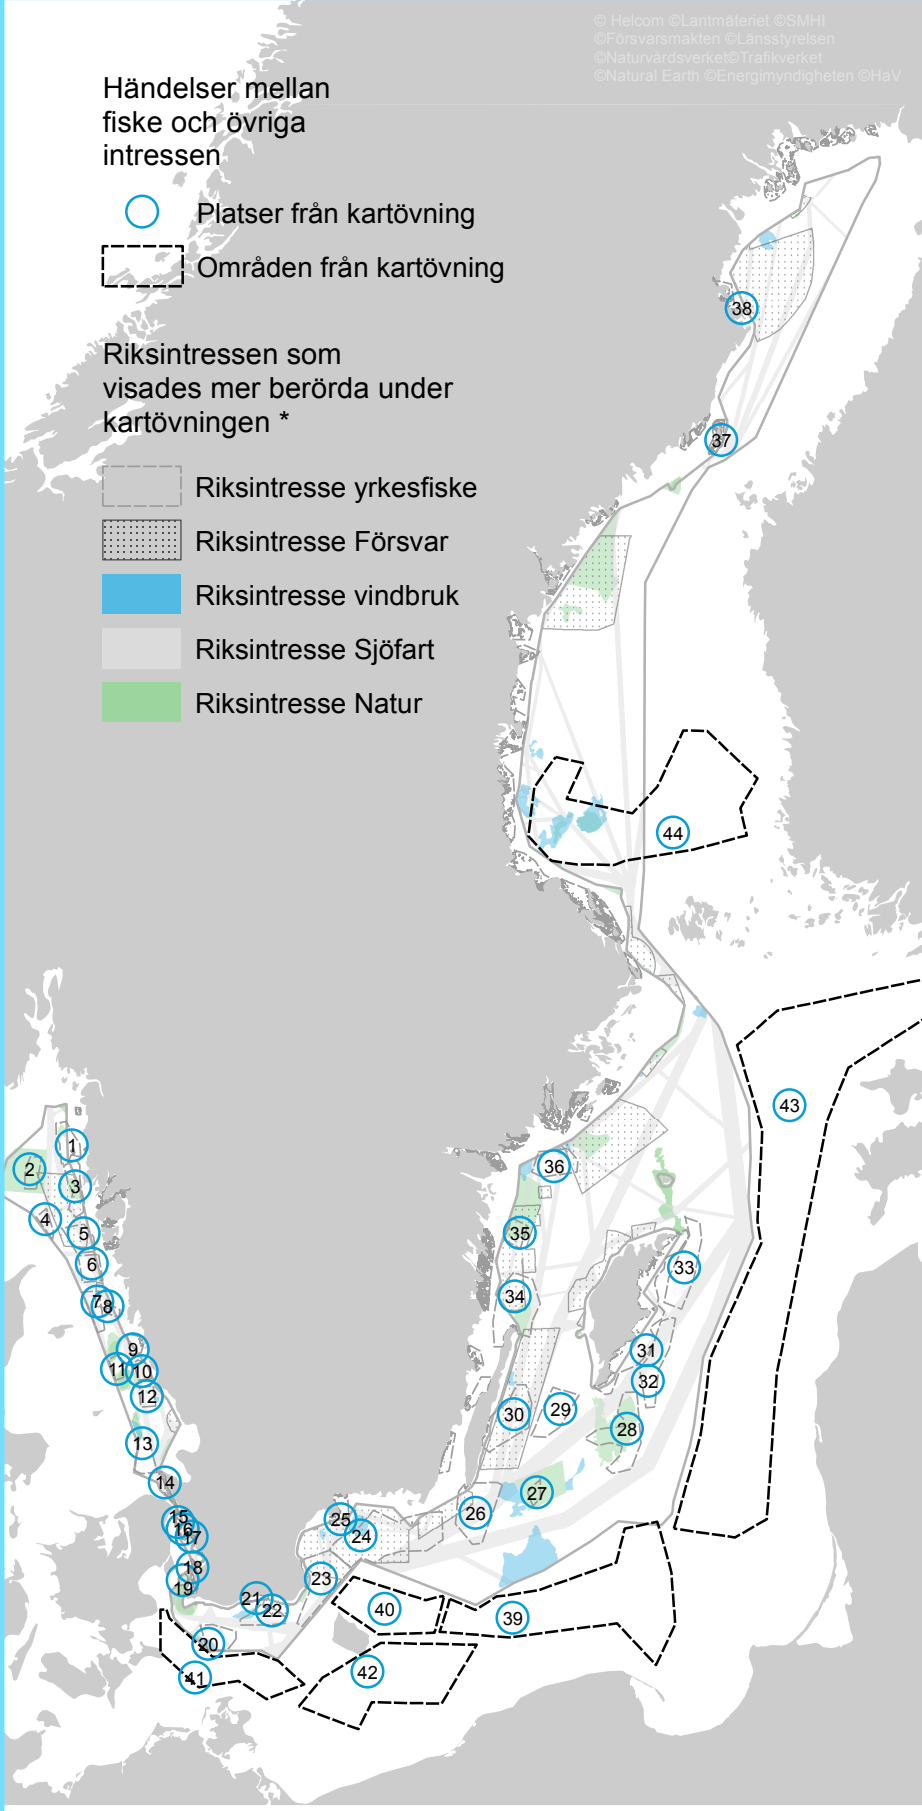 © Helcom ©Lantmäteriet ©SMHI
©Försvarsmakten ©Länsstyrelsen
©Naturvårdsverket©Trafikverket
©Natural Earth ©Energimyndigheten ©HaV
Händelser mellan
fiske och övriga
intressen
Platser från kartövning
Områden från kartövning
Riksintressen som
visades mer berörda under
kartövningen *
Riksintresse yrkesfiske
Riksintresse Försvar
Riksintresse vindbruk
Riksintresse Sjöfart
Riksintresse Natur
38
37
44
43
1
2
3
4
5
6
7
8
9
10
11
12
13
14
15
16
17
18
19
20
21
22
23
24
25
26
27
28
29
30
31
32
33
34
35
36
39
40
41
42